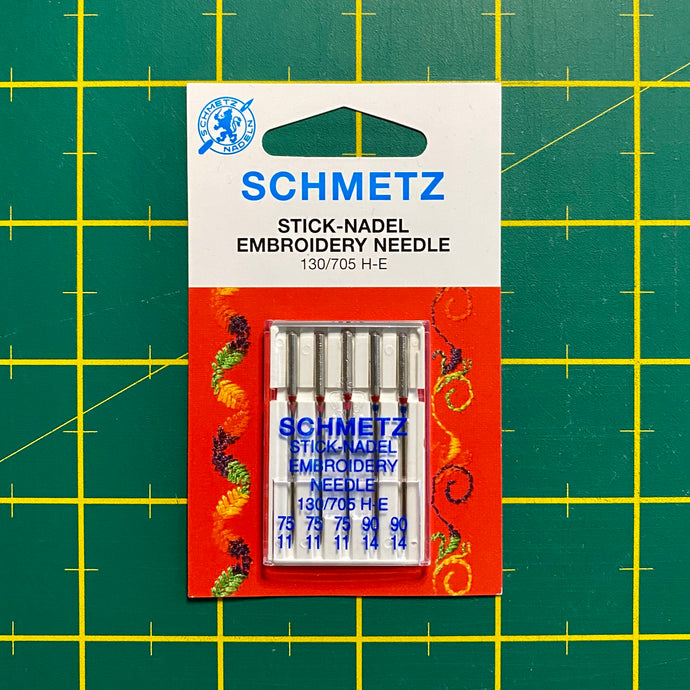 SCHMETZ
NADELN
SCHMETZ
STICK-NADEL
EMBROIDERY NEEDLE
130/705 H-E
SCHMETZ
STICK-NADEL
EMBROIDERY
NEEDLE
130/705 H-E
75 75 75 90 90
11 11 11 14 14